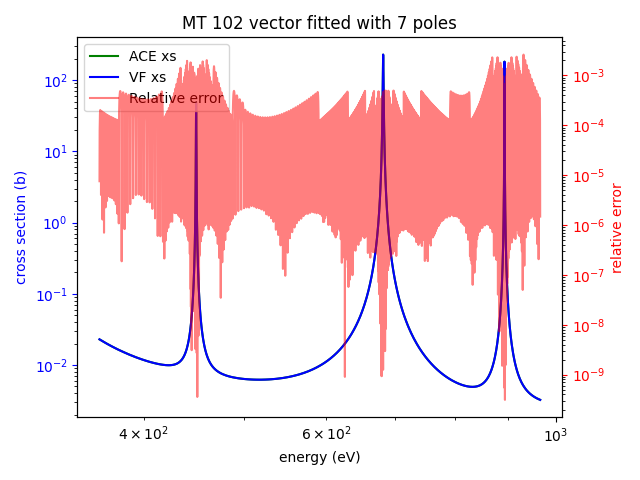 MT 102 vector fitted with 7 poles
ACE xs
VF xs
Relative error
cross section (b)
10²
10¹
10⁰
10⁻¹
10⁻²
10⁻³
10⁻⁴
10⁻⁵
10⁻⁶
10⁻⁷
10⁻⁸
10⁻⁹
relative error
4 × 10²
6 × 10²
10³
energy (eV)